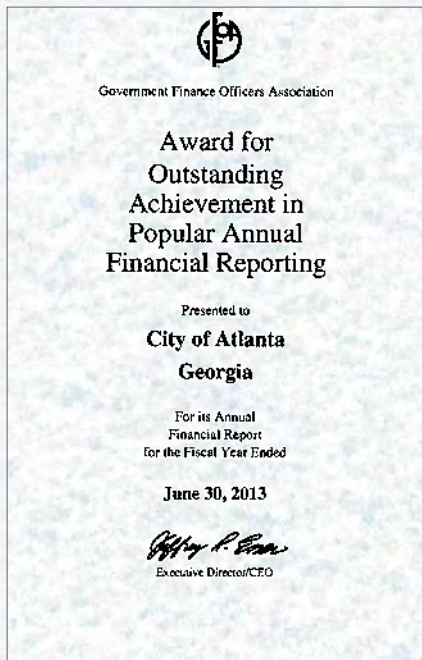 GFOA
Government Finance Officers Association
Award for
Outstanding
Achievement in
Popular Annual
Financial Reporting
Presented to
City of Atlanta
Georgia
For its Annual
Financial Report
for the Fiscal Year Ended
June 30, 2013
Executive Director/CEO